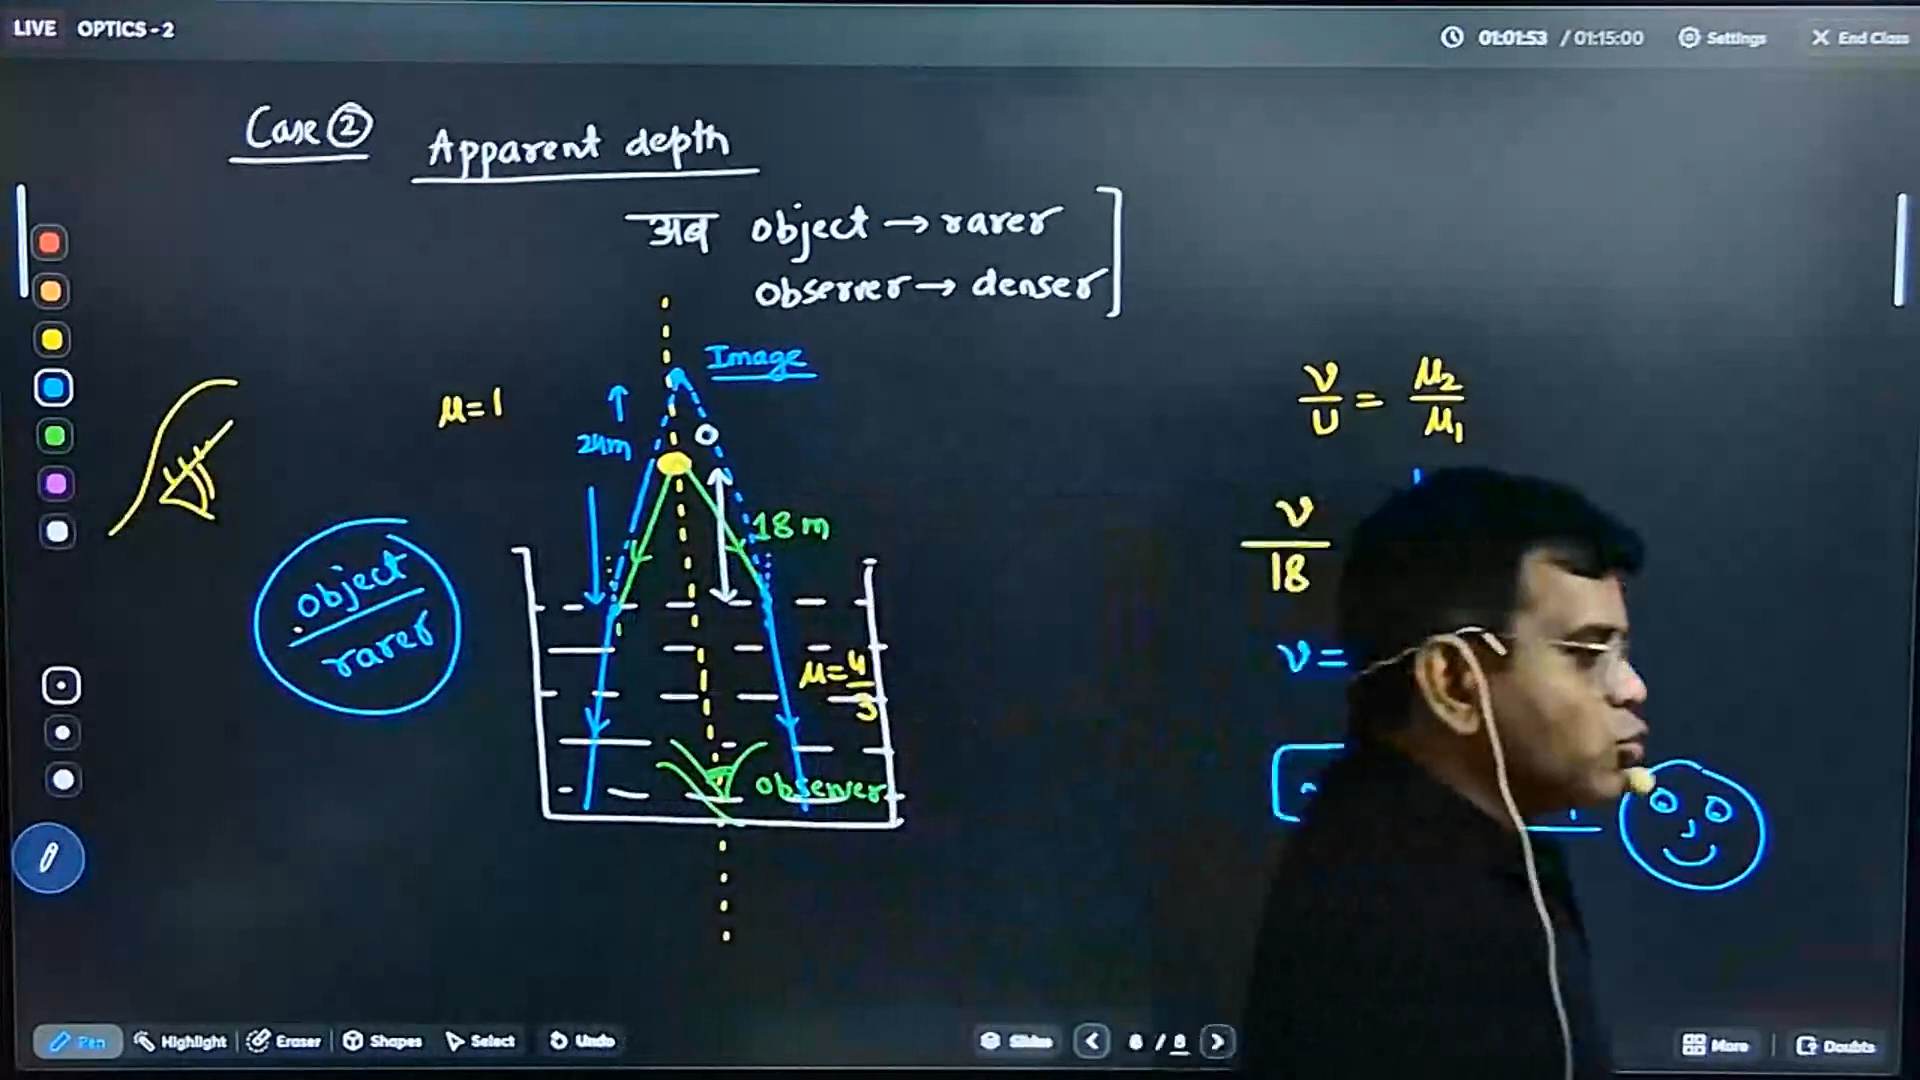 LIVE OPTICS - 2
01:01:53 / 01:15:00 Settings End Class
Case ②
Apparent depth
अब object → rarer
observer → denser
Image
μ=1
24m
O
18m
object
rarer
μ=4/3
observer
v/u = μ₂/μ₁
v/18
v=
Pen Highlight Eraser Shapes Select Undo
Slides 6 / 8
More Doubts